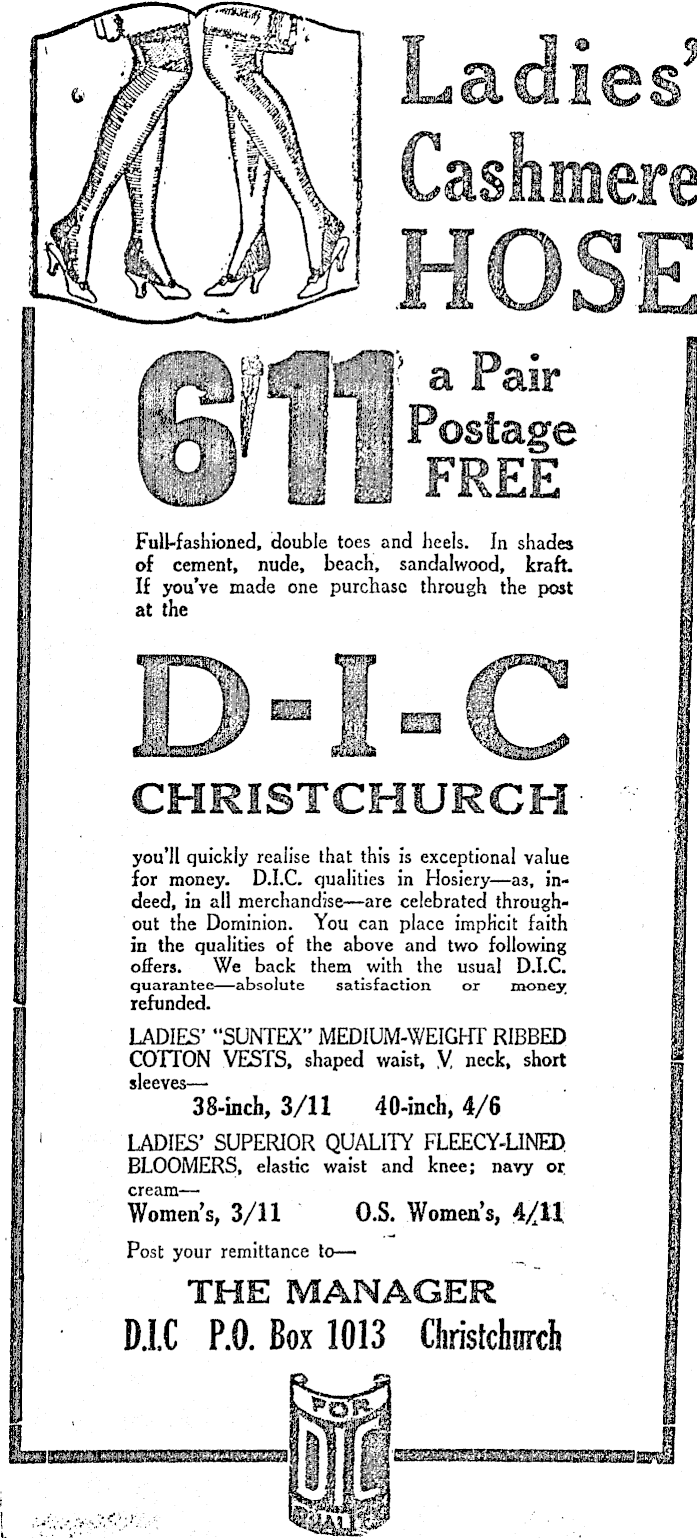 Ladies'
Cashmere
HOSE
6'11 a Pair
Postage
FREE
Full-fashioned, double toes and heels. In shades
of cement, nude, beach, sandalwood, kraft.
If you've made one purchase through the post
at the
D-I-C
CHRISTCHURCH
you'll quickly realise that this is exceptional value
for money. D.I.C. qualities in Hosiery—as, in-
deed, in all merchandise—are celebrated through-
out the Dominion. You can place implicit faith
in the qualities of the above and two following
offers. We back them with the usual D.I.C.
guarantee—absolute satisfaction or money
refunded.
LADIES' "SUNTEX" MEDIUM-WEIGHT RIBBED
COTTON VESTS, shaped waist, V. neck, short
sleeves—
38-inch, 3/11 40-inch, 4/6
LADIES' SUPERIOR QUALITY FLEECY-LINED
BLOOMERS, elastic waist and knee; navy or
cream—
Women's, 3/11 O.S. Women's, 4/11
Post your remittance to—
THE MANAGER
D.I.C P.O. Box 1013 Christchurch
FOR
DIC